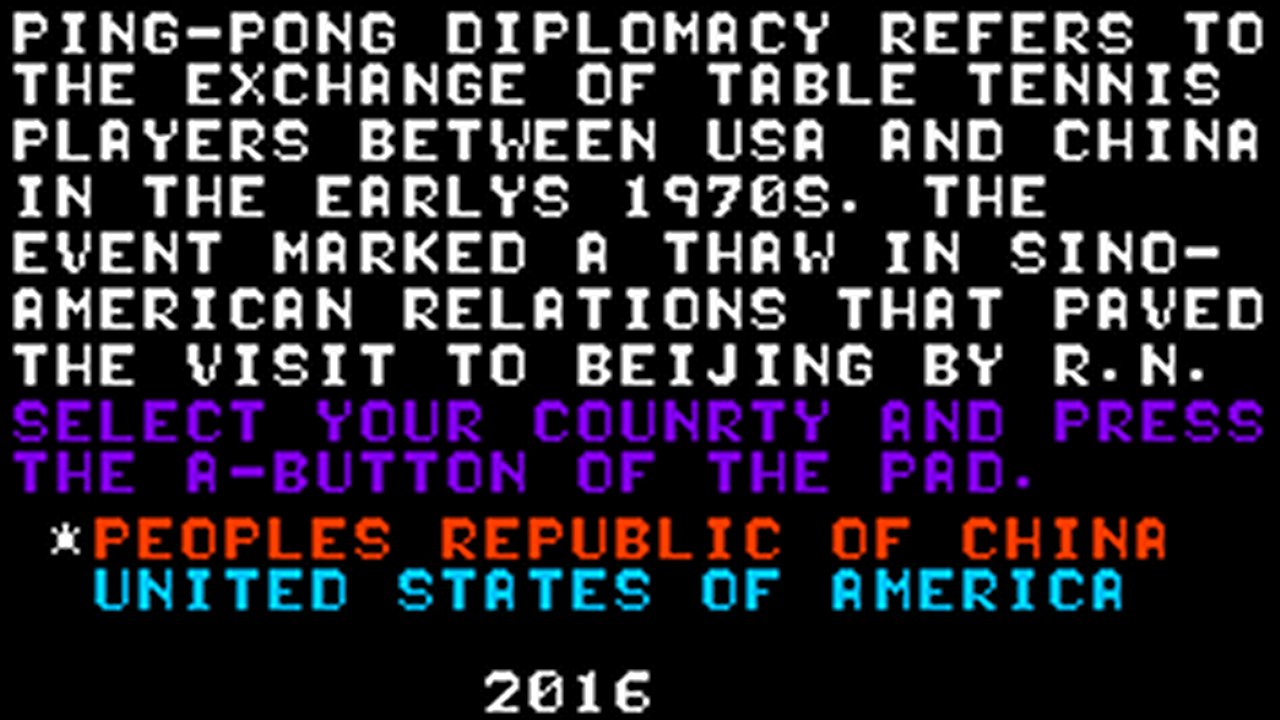 PING-PONG DIPLOMACY REFERS TO
THE EXCHANGE OF TABLE TENNIS
PLAYERS BETWEEN USA AND CHINA
IN THE EARLYS 1970S. THE
EVENT MARKED A THAW IN SINO-
AMERICAN RELATIONS THAT PAVED
THE VISIT TO BEIJING BY R.N.
SELECT YOUR COUNRTY AND PRESS
THE A-BUTTON OF THE PAD.
*PEOPLES REPUBLIC OF CHINA
UNITED STATES OF AMERICA
2016